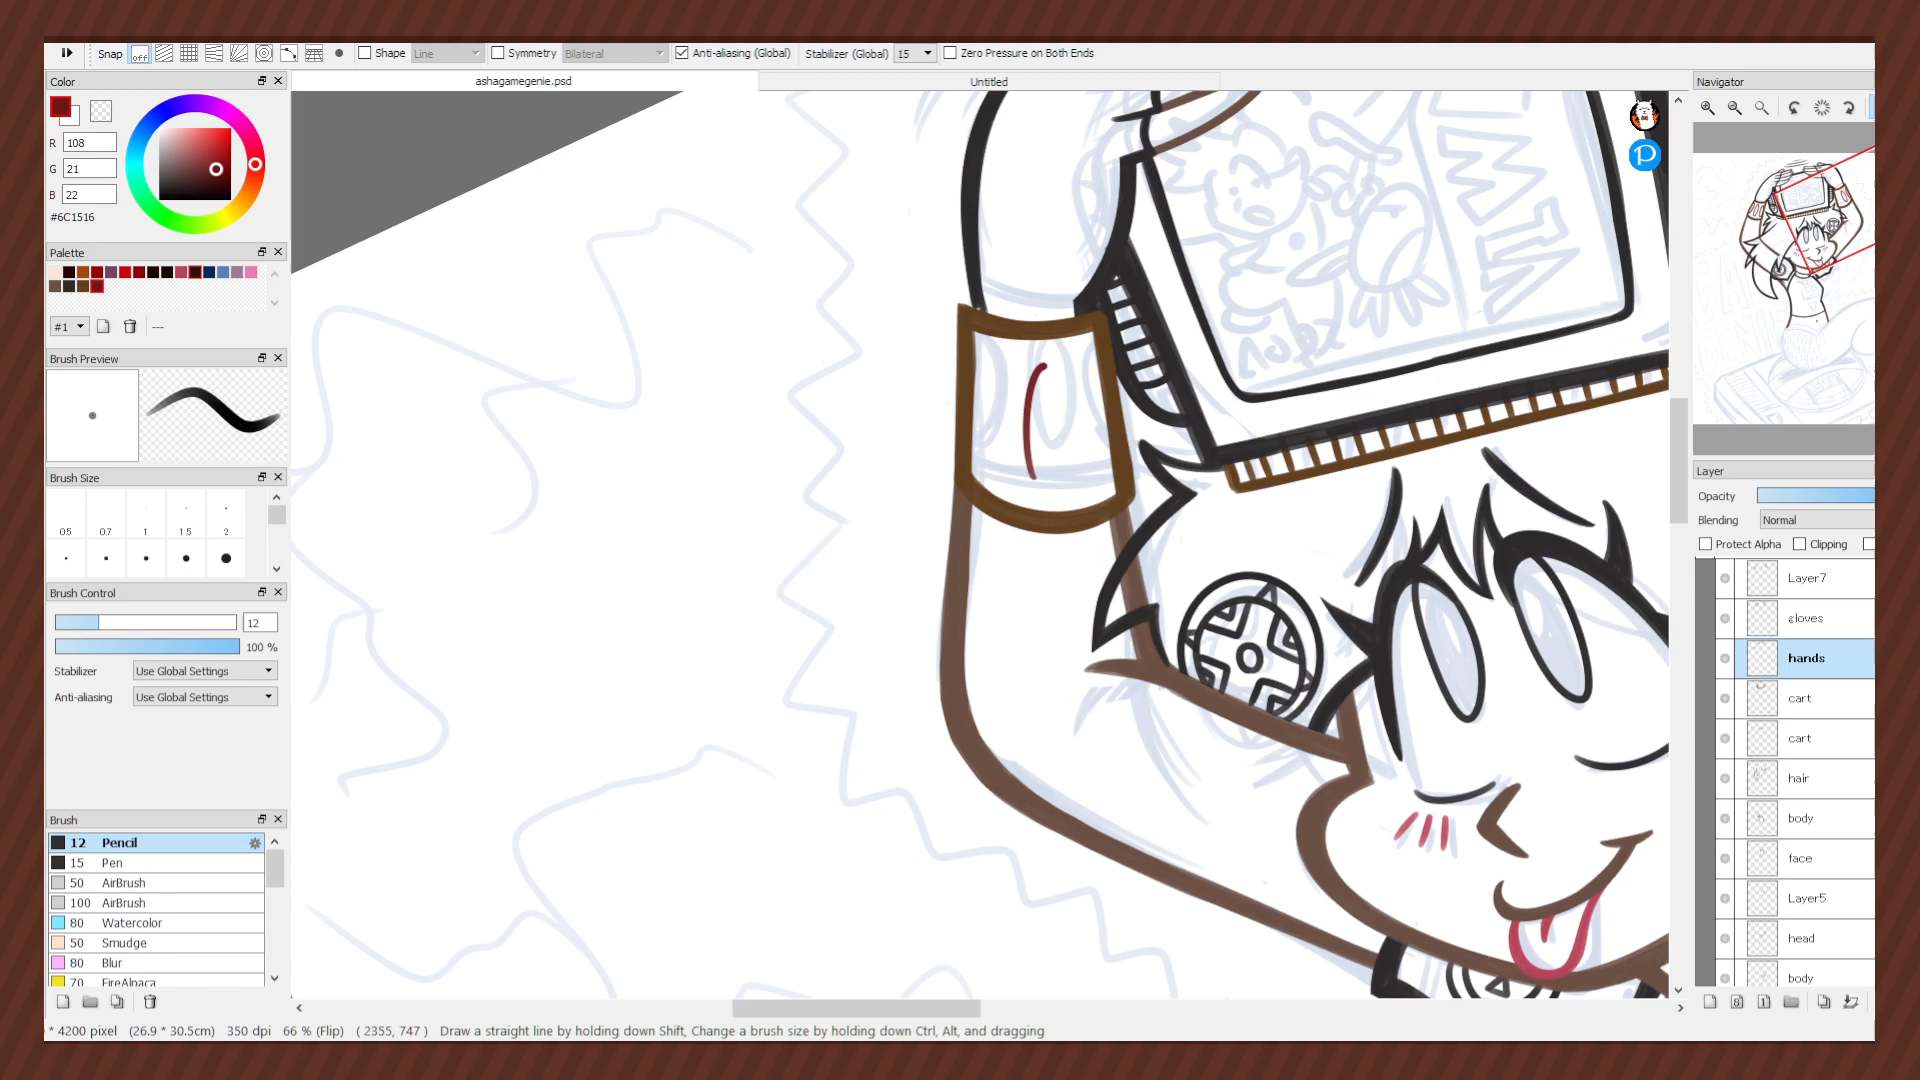 Snap off Shape Line Symmetry Bilateral Anti-aliasing (Global) Stabilizer (Global) 15 Zero Pressure on Both Ends
Color
ashagamegenie.psd
Untitled
Navigator
R 108
G 21
B 22
#6C1516
Palette
#1
---
Brush Preview
Brush Size
0.5 0.7 1 1.5 2
Brush Control
12
100 %
Stabilizer Use Global Settings
Anti-aliasing Use Global Settings
Brush
12 Pencil
15 Pen
50 AirBrush
100 AirBrush
80 Watercolor
50 Smudge
80 Blur
70 FireAlpaca
Layer
Opacity
Blending Normal
Protect Alpha Clipping
Layer7
gloves
hands
cart
cart
hair
body
face
Layer5
head
body
* 4200 pixel (26.9 * 30.5cm) 350 dpi 66 % (Flip) ( 2355, 747 ) Draw a straight line by holding down Shift, Change a brush size by holding down Ctrl, Alt, and dragging